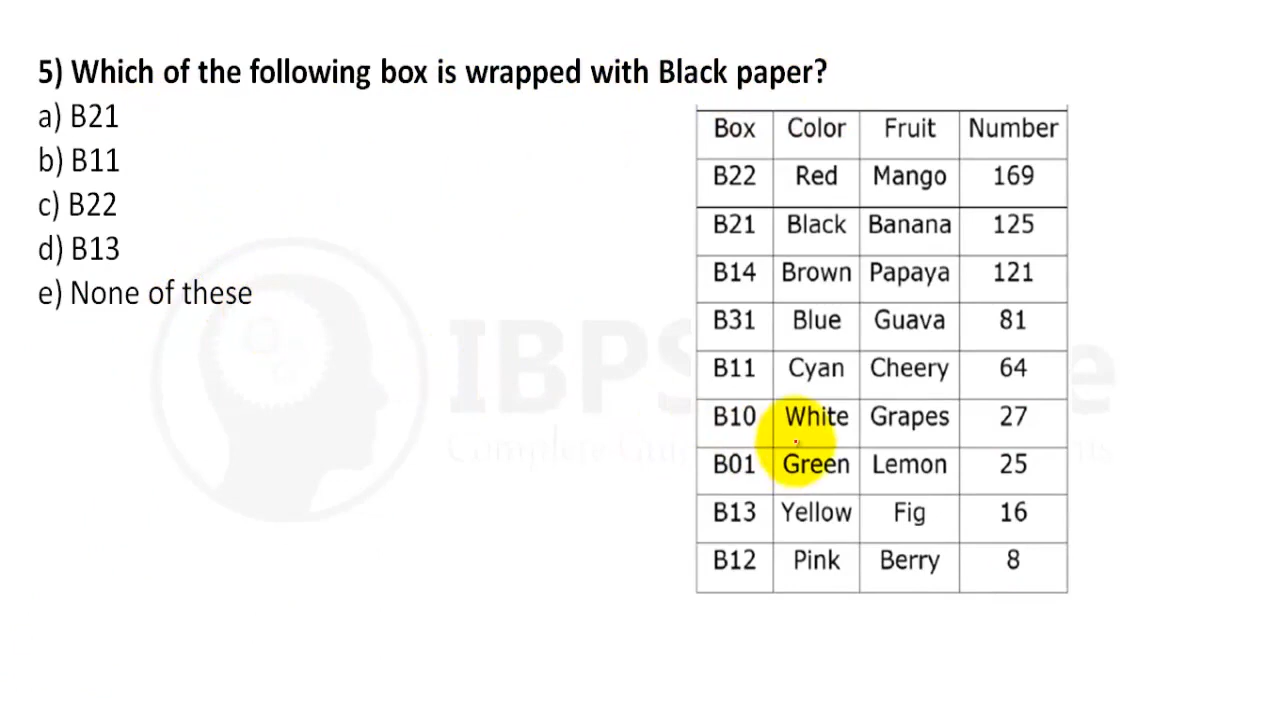 5) Which of the following box is wrapped with Black paper?
a) B21
b) B11
c) B22
d) B13
e) None of these
Box Color Fruit Number
B22 Red Mango 169
B21 Black Banana 125
B14 Brown Papaya 121
B31 Blue Guava 81
B11 Cyan Cheery 64
B10 White Grapes 27
B01 Green Lemon 25
B13 Yellow Fig 16
B12 Pink Berry 8
IBPS
Complete